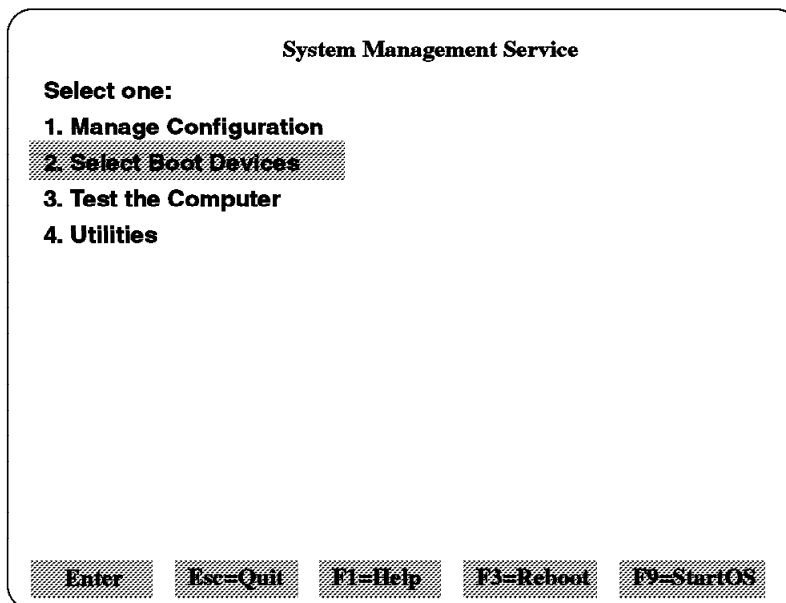 System Management Service
Select one:
1. Manage Configuration
2. Select Boot Devices
3. Test the Computer
4. Utilities
Enter Esc=Quit F1=Help F3=Reboot F9=StartOS